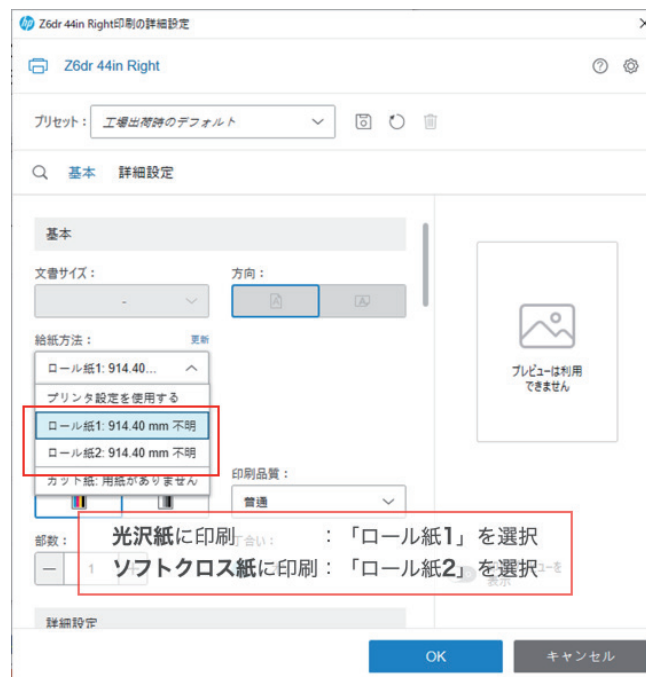 Z6dr 44in Right印刷の詳細設定
Z6dr 44in Right
プリセット： 工場出荷時のデフォルト
基本 詳細設定
基本
文書サイズ： 方向：
-
給紙方法： 更新
ロール紙1: 914.40...
プリンタ設定を使用する
ロール紙1: 914.40 mm 不明
ロール紙2: 914.40 mm 不明
カット紙: 用紙がありません
プレビューは利用
できません
印刷品質：
普通
部数： 丁合い：
1
光沢紙に印刷 ：「ロール紙1」を選択
ソフトクロス紙に印刷：「ロール紙2」を選択
表示
詳細設定
OK キャンセル